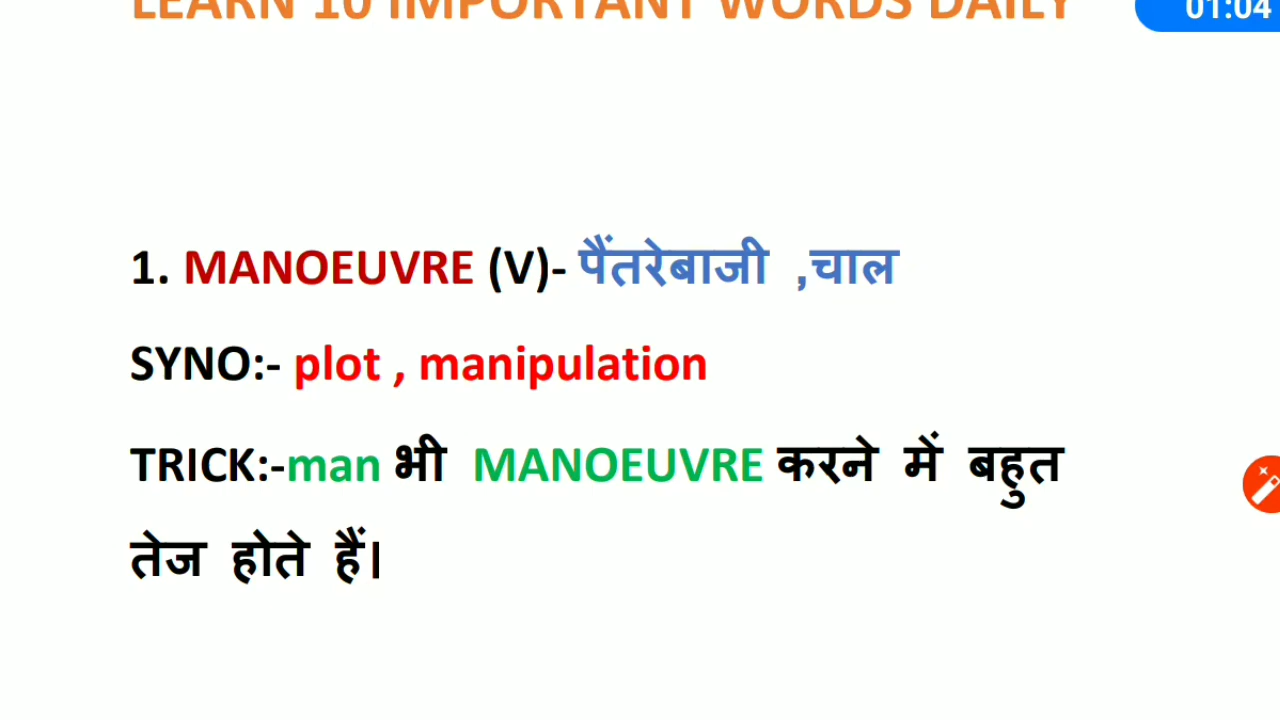 LEARN 10 IMPORTANT WORDS DAILY
01:04
1. MANOEUVRE (V)- पैंतरेबाजी ,चाल
SYNO:- plot , manipulation
TRICK:-man भी MANOEUVRE करने में बहुत
तेज होते हैं।